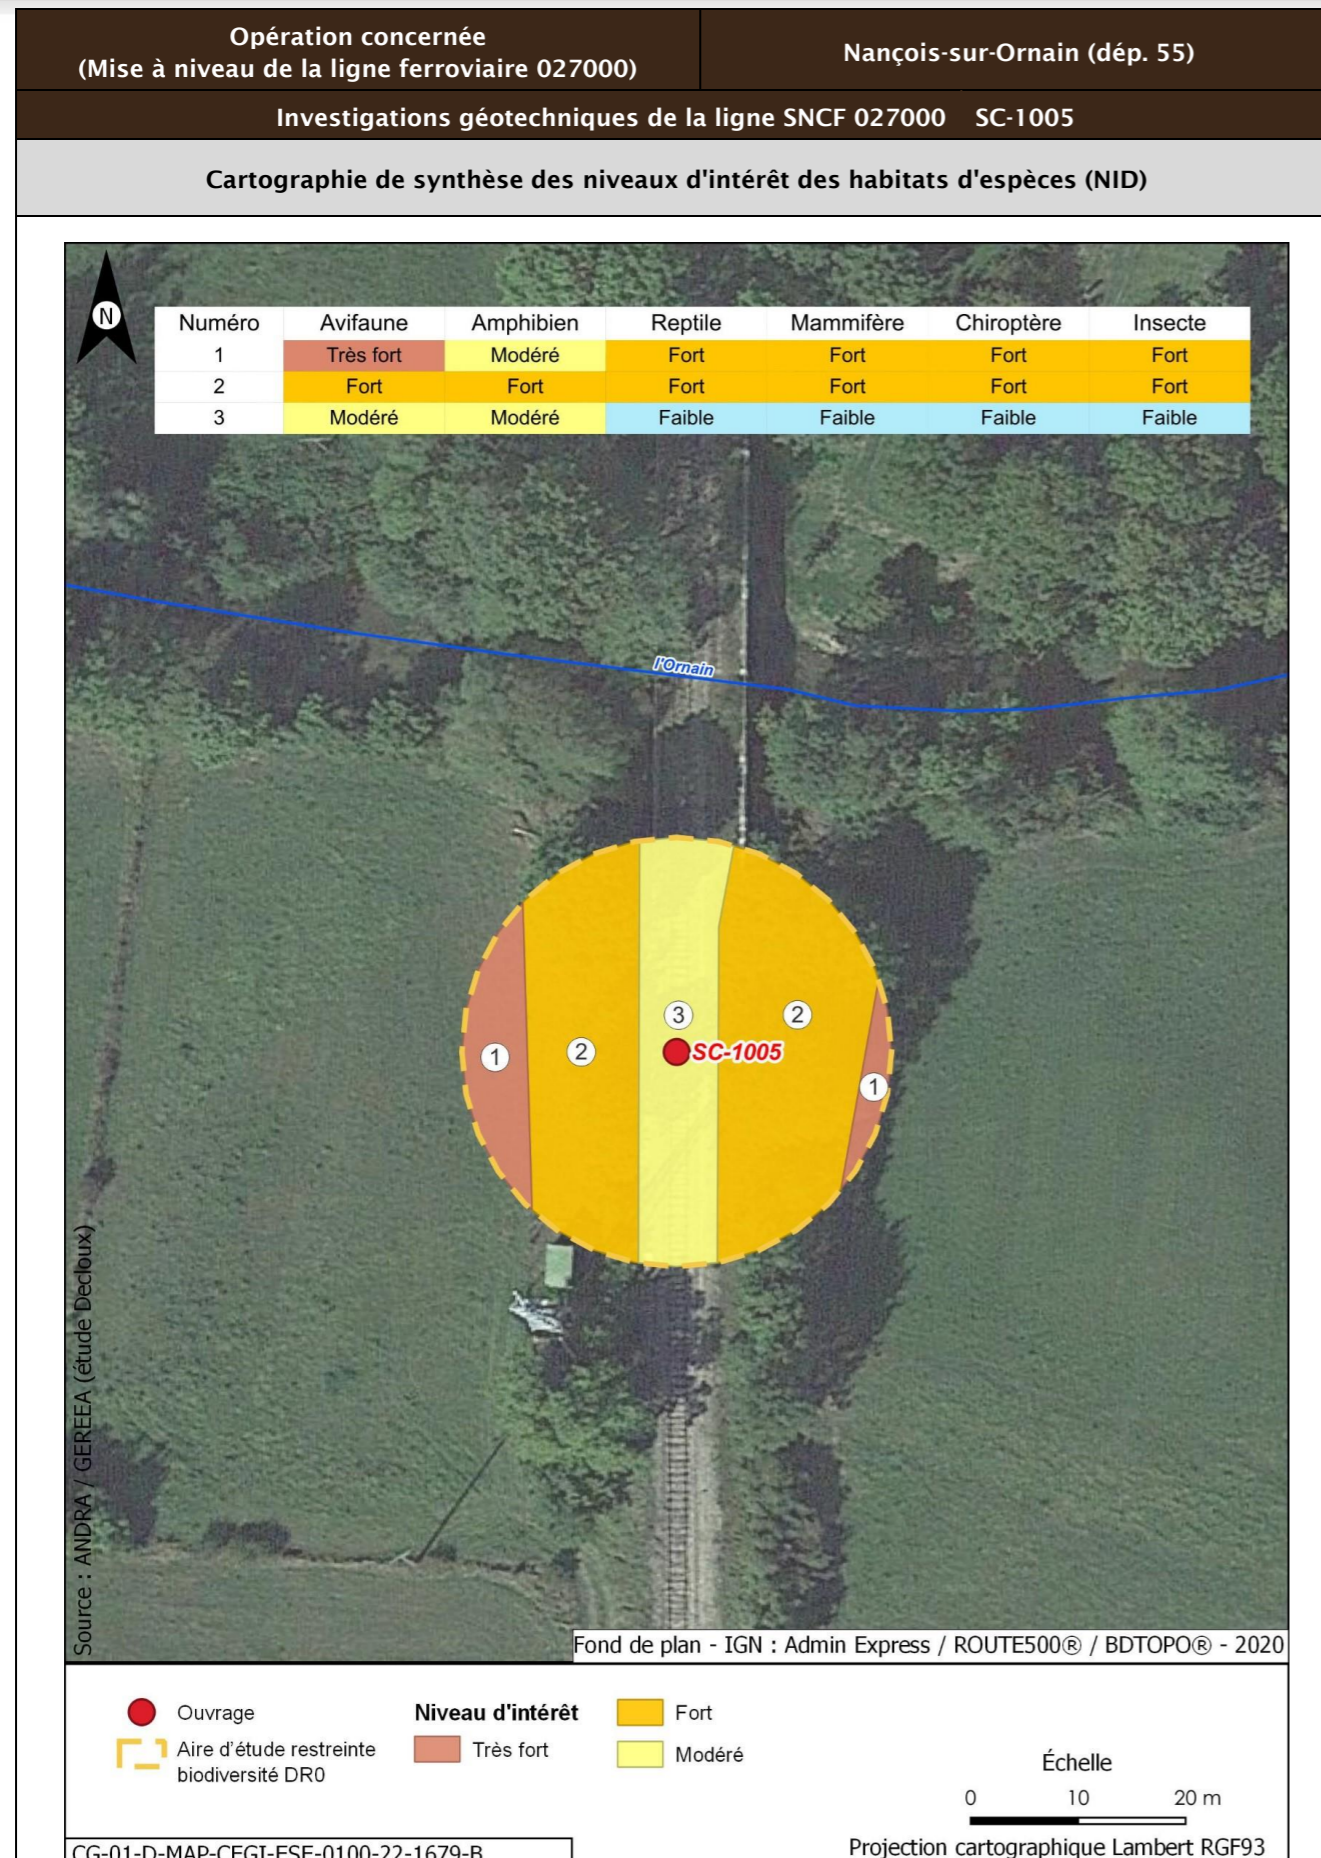 Opération concernée
(Mise à niveau de la ligne ferroviaire 027000)
Nançois-sur-Ornain (dép. 55)
Investigations géotechniques de la ligne SNCF 027000 SC-1005
Cartographie de synthèse des niveaux d'intérêt des habitats d'espèces (NID)
N
Numéro Avifaune Amphibien Reptile Mammifère Chiroptère Insecte
1 Très fort Modéré Fort Fort Fort Fort
2 Fort Fort Fort Fort Fort Fort
3 Modéré Modéré Faible Faible Faible Faible
l'Ornain
3
2
1
2
SC-1005
1
Source : ANDRA / GEREEA (étude Decloux)
Fond de plan - IGN : Admin Express / ROUTE500® / BDTOPO® - 2020
Ouvrage
Aire d'étude restreinte
biodiversité DR0
Niveau d'intérêt
Très fort
Fort
Modéré
Échelle
0 10 20 m
Projection cartographique Lambert RGF93
CG-01-D-MAP-CEGI-ESE-0100-22-1679-B